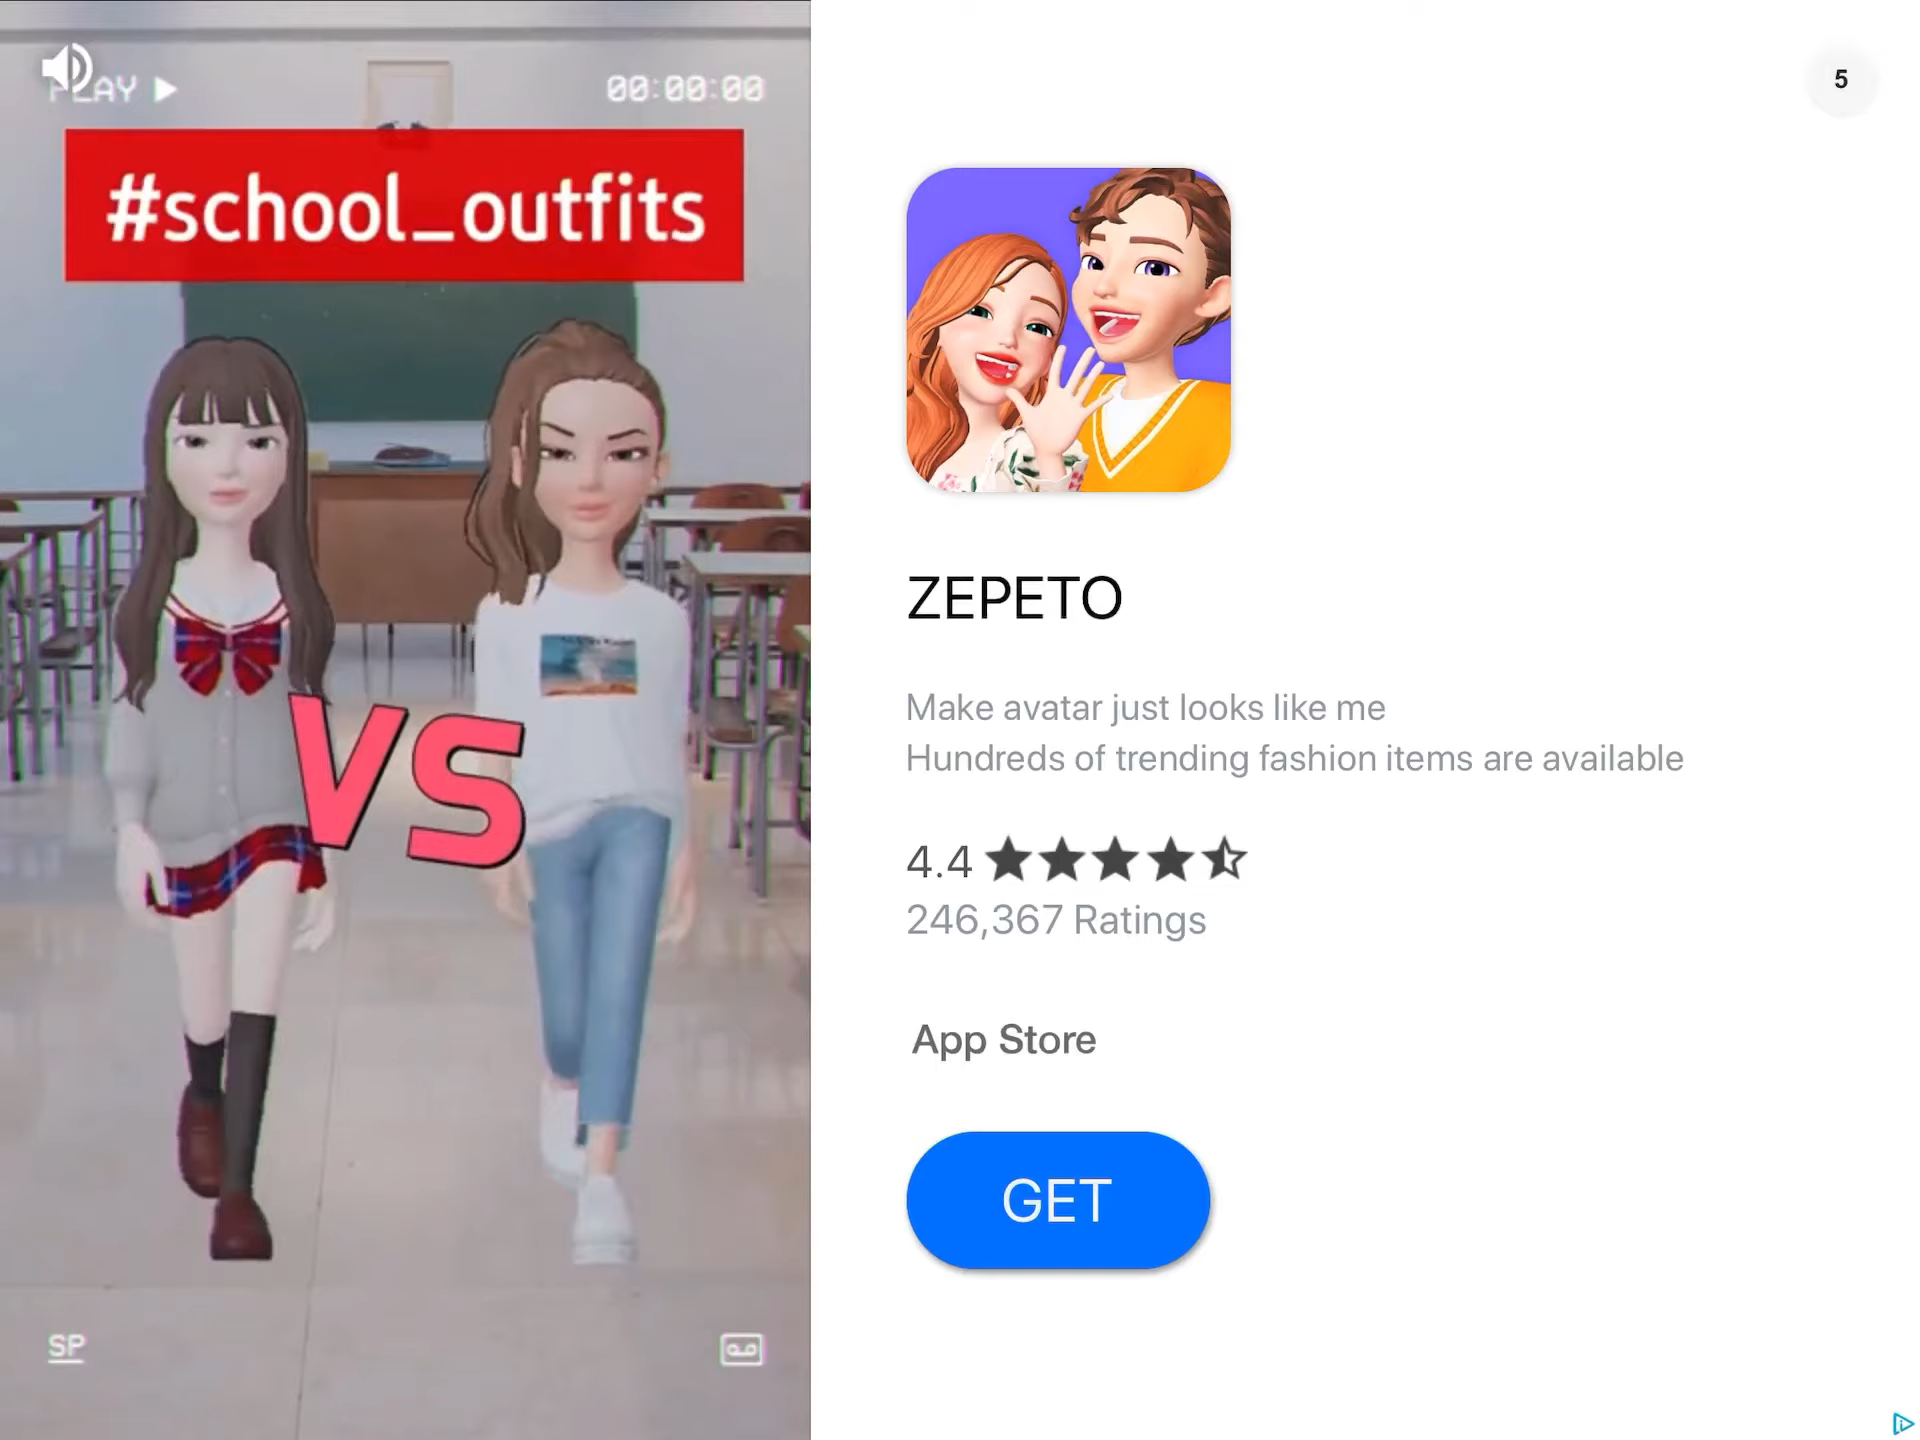 PLAY
00:00:00
#school_outfits
VS
SP
5
ZEPETO
Make avatar just looks like me
Hundreds of trending fashion items are available
4.4
246,367 Ratings
App Store
GET